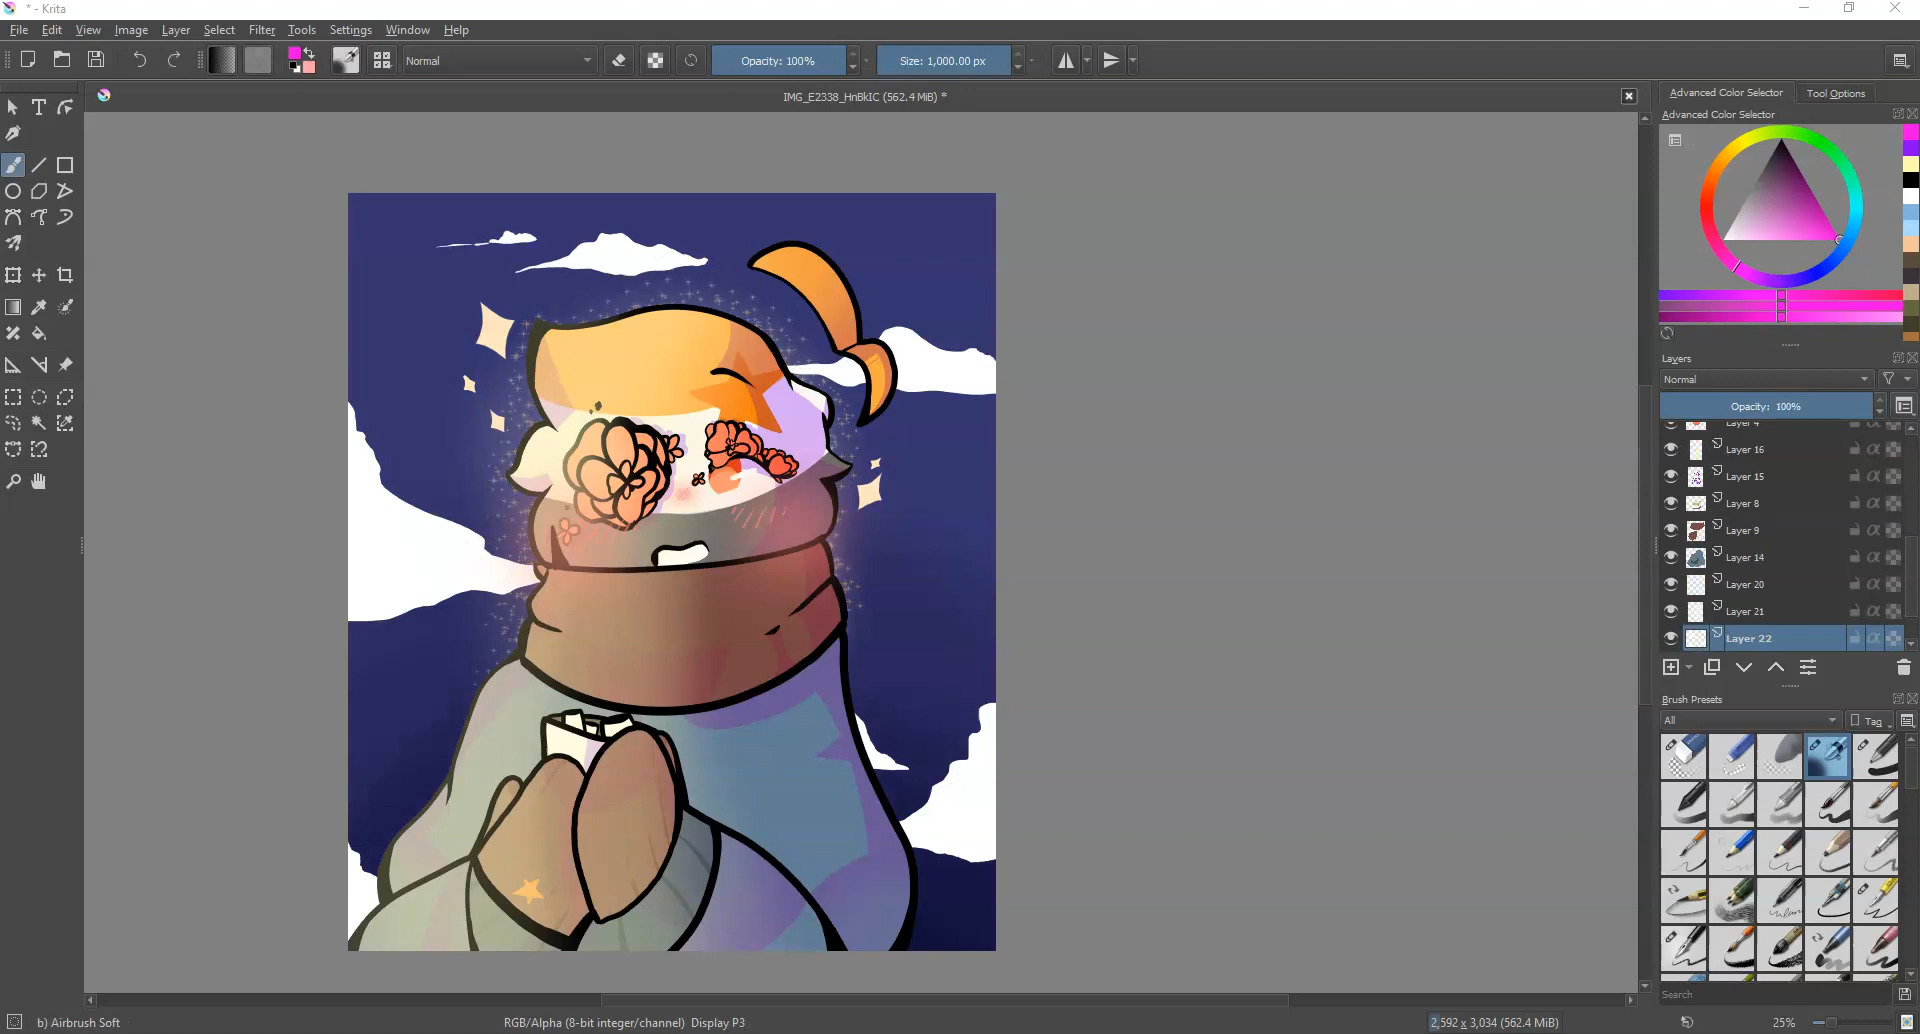 * - Krita
File Edit View Image Layer Select Filter Tools Settings Window Help
Normal
Opacity: 100%
Size: 1,000.00 px
IMG_E2338_HnBkIC (562.4 MiB) *
Advanced Color Selector
Tool Options
Advanced Color Selector
Layers
Normal
Opacity: 100%
Layer 4
Layer 16
Layer 15
Layer 8
Layer 9
Layer 14
Layer 20
Layer 21
Layer 22
Brush Presets
All
Tag
Search
b) Airbrush Soft
RGB/Alpha (8-bit integer/channel) Display P3
2,592 x 3,034 (562.4 MiB)
25%